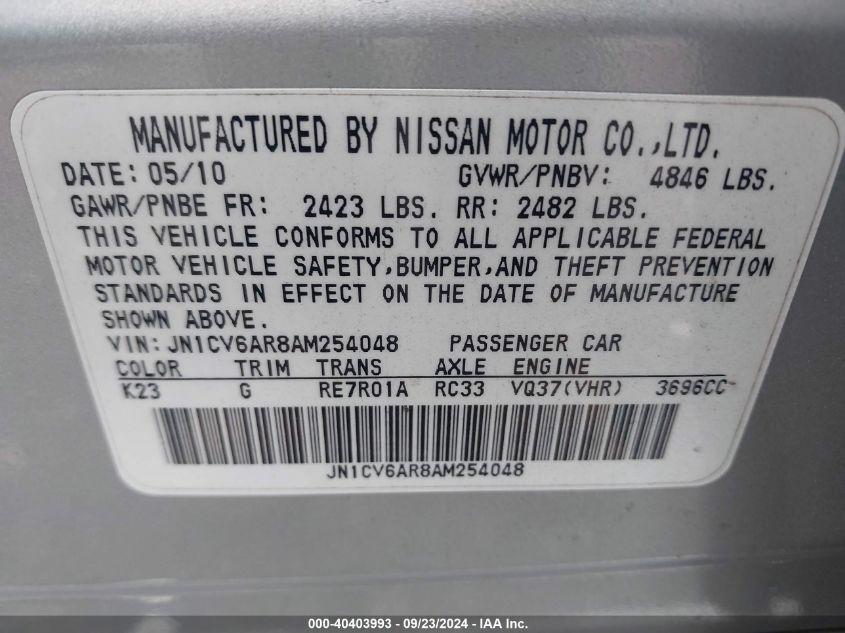 MANUFACTURED BY NISSAN MOTOR CO.,LTD.
DATE: 05/10 GVWR/PNBV: 4846 LBS.
GAWR/PNBE FR: 2423 LBS. RR: 2482 LBS.
THIS VEHICLE CONFORMS TO ALL APPLICABLE FEDERAL
MOTOR VEHICLE SAFETY,BUMPER,AND THEFT PREVENTION
STANDARDS IN EFFECT ON THE DATE OF MANUFACTURE
SHOWN ABOVE.
VIN: JN1CV6AR8AM254048 PASSENGER CAR
COLOR TRIM TRANS AXLE ENGINE
K23 G RE7R01A RC33 VQ37(VHR) 3696CC
JN1CV6AR8AM254048
000-40403993 - 09/23/2024 - IAA Inc.